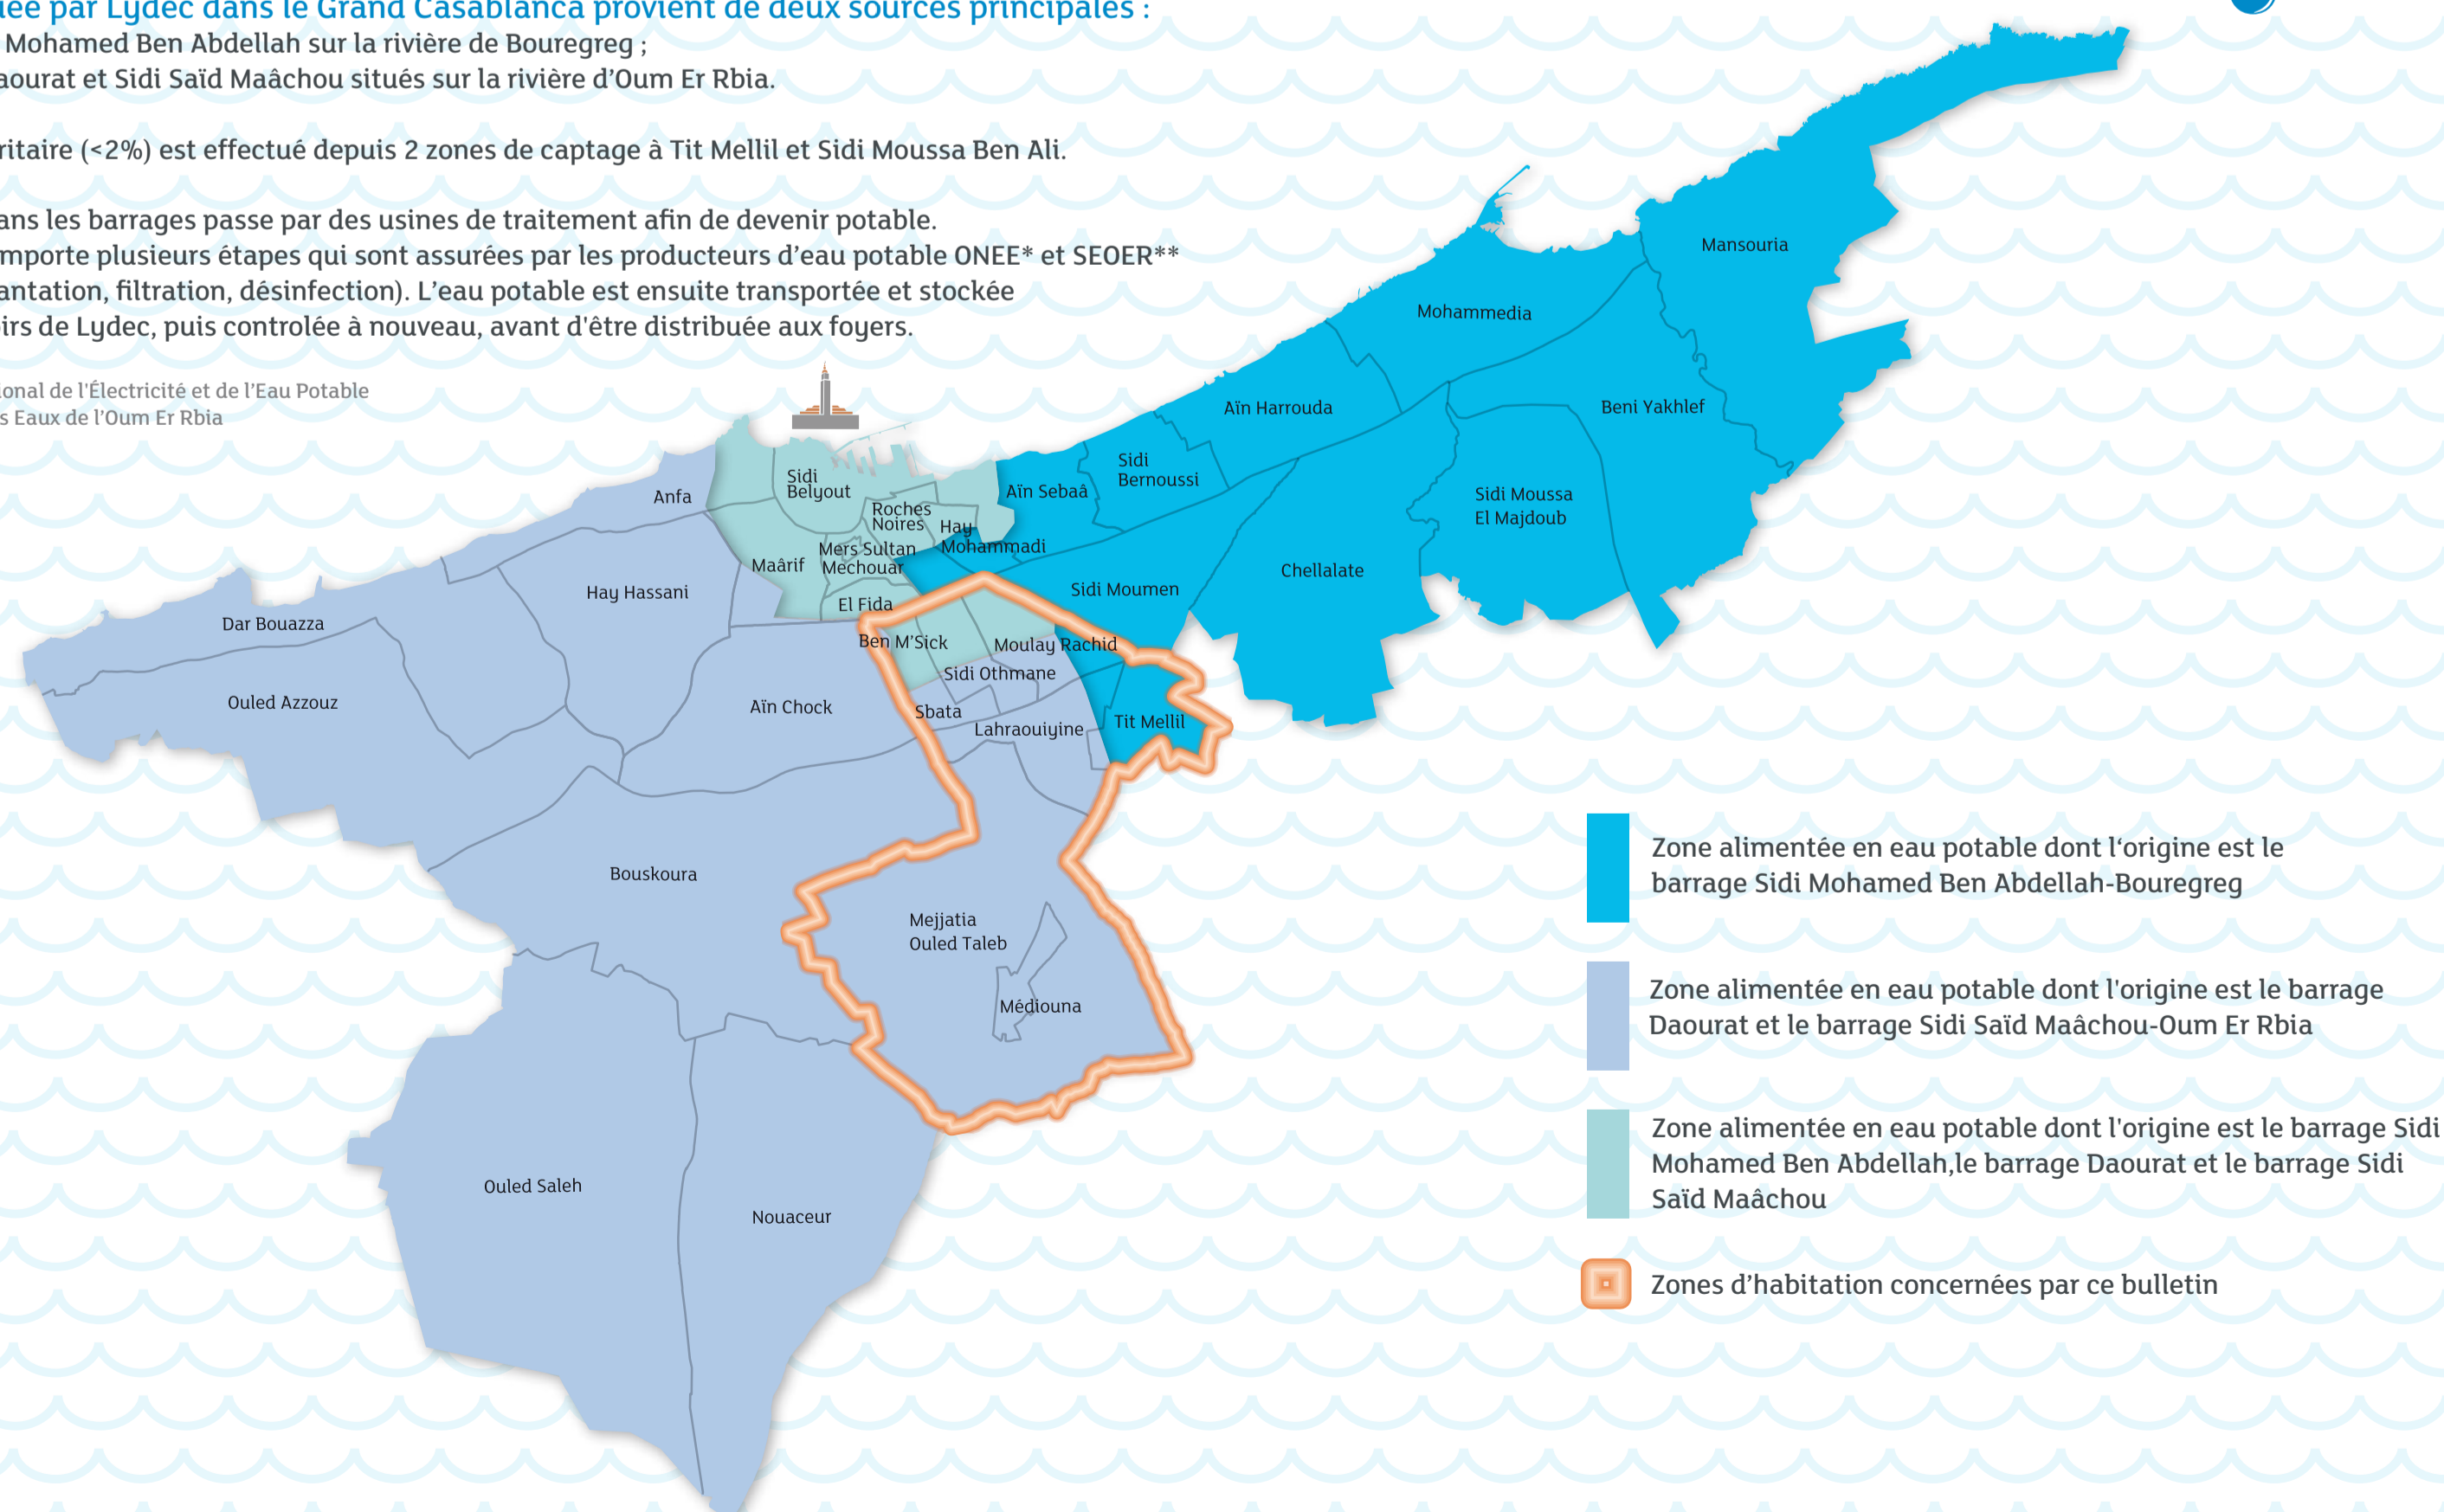 par Lydec dans le Grand Casablanca provient de deux sources principales :
Mohamed Ben Abdellah sur la rivière de Bouregreg ;
et Sidi Saïd Maâchou situés sur la rivière d’Oum Er Rbia.
(<2%) est effectué depuis 2 zones de captage à Tit Mellil et Sidi Moussa Ben Ali.
les barrages passe par des usines de traitement afin de devenir potable.
plusieurs étapes qui sont assurées par les producteurs d’eau potable ONEE* et SEOER**
filtration, désinfection). L’eau potable est ensuite transportée et stockée
de Lydec, puis controlée à nouveau, avant d'être distribuée aux foyers.
de l'Électricité et de l’Eau Potable
Eaux de l’Oum Er Rbia
Mansouria
Mohammedia
Aïn Harrouda
Beni Yakhlef
Sidi
Bernoussi
Aïn Sebaâ
Sidi Moussa
El Majdoub
Anfa
Sidi
Belyout
Roches
Noires
Hay
Mohammadi
Mers Sultan
Mechouar
Maârif
Chellalate
Sidi Moumen
Hay Hassani
El Fida
Dar Bouazza
Ben M'Sick
Moulay Rachid
Sidi Othmane
Ouled Azzouz
Aïn Chock
Sbata
Lahraouiyine
Tit Mellil
Bouskoura
Mejjatia
Ouled Taleb
Médiouna
Ouled Saleh
Nouaceur
Zone alimentée en eau potable dont l‘origine est le
barrage Sidi Mohamed Ben Abdellah-Bouregreg
Zone alimentée en eau potable dont l'origine est le barrage
Daourat et le barrage Sidi Saïd Maâchou-Oum Er Rbia
Zone alimentée en eau potable dont l'origine est le barrage Sidi
Mohamed Ben Abdellah,le barrage Daourat et le barrage Sidi
Saïd Maâchou
Zones d’habitation concernées par ce bulletin